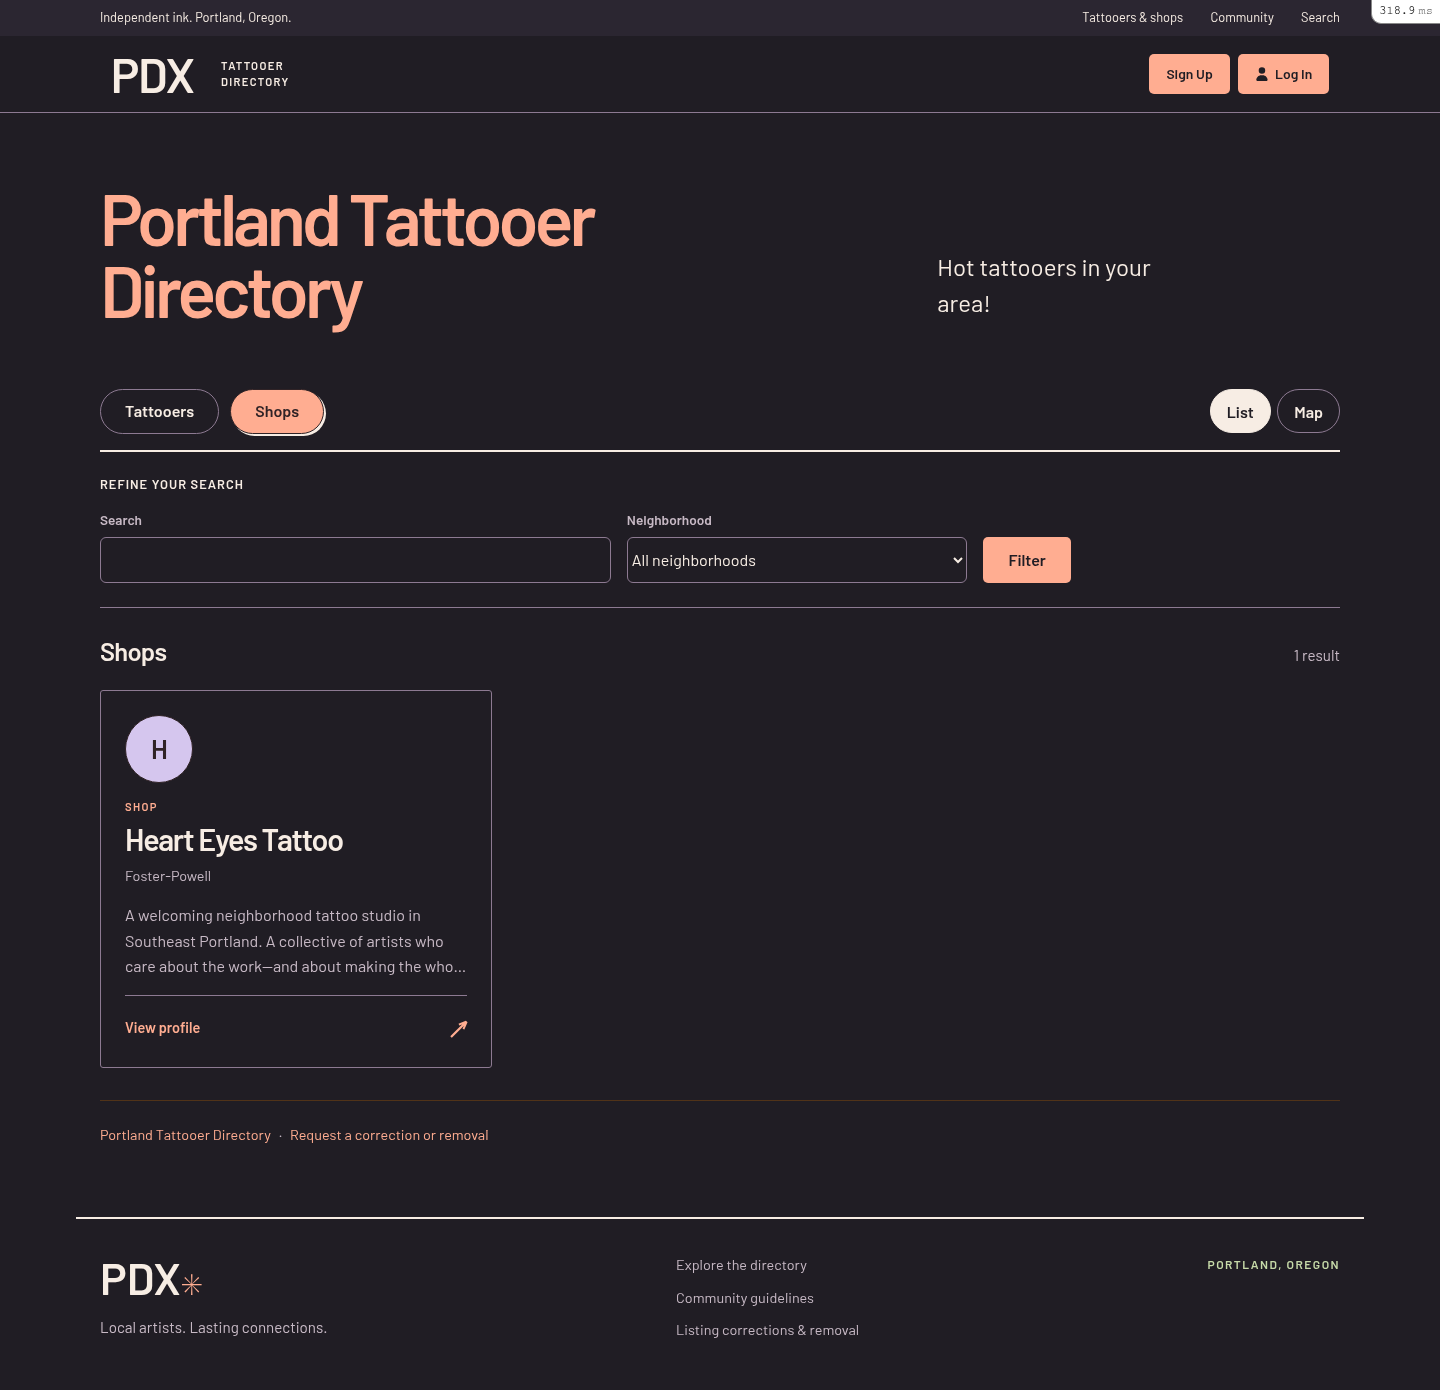 Independent ink. Portland, Oregon.
Tattooers & shops
Community
Search
318.9 ms
PDX
TATTOOER
DIRECTORY
Sign Up
Log In
Portland Tattooer
Directory
Hot tattooers in your
area!
Tattooers
Shops
List
Map
REFINE YOUR SEARCH
Search
Neighborhood
All neighborhoods
Filter
Shops
1 result
H
SHOP
Heart Eyes Tattoo
Foster-Powell
A welcoming neighborhood tattoo studio in
Southeast Portland. A collective of artists who
care about the work—and about making the who...
View profile
Portland Tattooer Directory · Request a correction or removal
PDX
Local artists. Lasting connections.
Explore the directory
Community guidelines
Listing corrections & removal
PORTLAND, OREGON